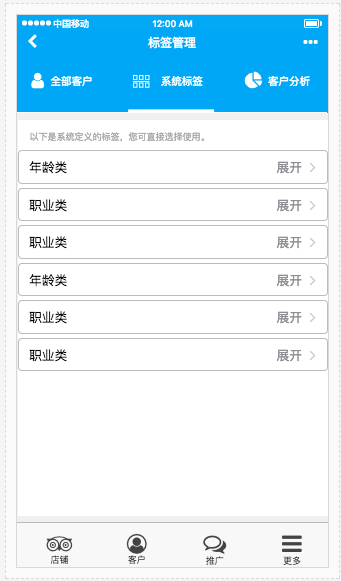 中国移动 12:00 AM
标签管理
全部客户 系统标签 客户分析
以下是系统定义的标签，您可直接选择使用。
年龄类 展开
职业类 展开
职业类 展开
年龄类 展开
职业类 展开
职业类 展开
店铺 客户 推广 更多